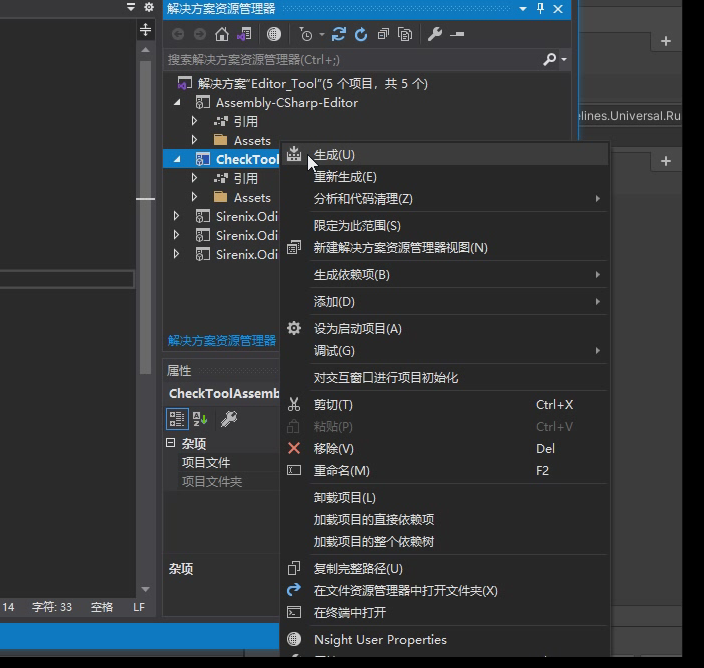 解决方案资源管理器
搜索解决方案资源管理器(Ctrl+;)
解决方案"Editor_Tool"(5 个项目，共 5 个)
Assembly-CSharp-Editor
引用
Assets
CheckTool
引用
Assets
Sirenix.Odi
Sirenix.Odi
Sirenix.Odi
解决方案资源管理器
属性
CheckToolAssemb
杂项
项目文件
项目文件夹
杂项
生成(U)
重新生成(E)
分析和代码清理(Z)
限定为此范围(S)
新建解决方案资源管理器视图(N)
生成依赖项(B)
添加(D)
设为启动项目(A)
调试(G)
对交互窗口进行项目初始化
剪切(T) Ctrl+X
粘贴(P) Ctrl+V
移除(V) Del
重命名(M) F2
卸载项目(L)
加载项目的直接依赖项
加载项目的整个依赖树
复制完整路径(U)
在文件资源管理器中打开文件夹(X)
在终端中打开
Nsight User Properties
14 字符: 33 空格 LF
elines.Universal.Ru